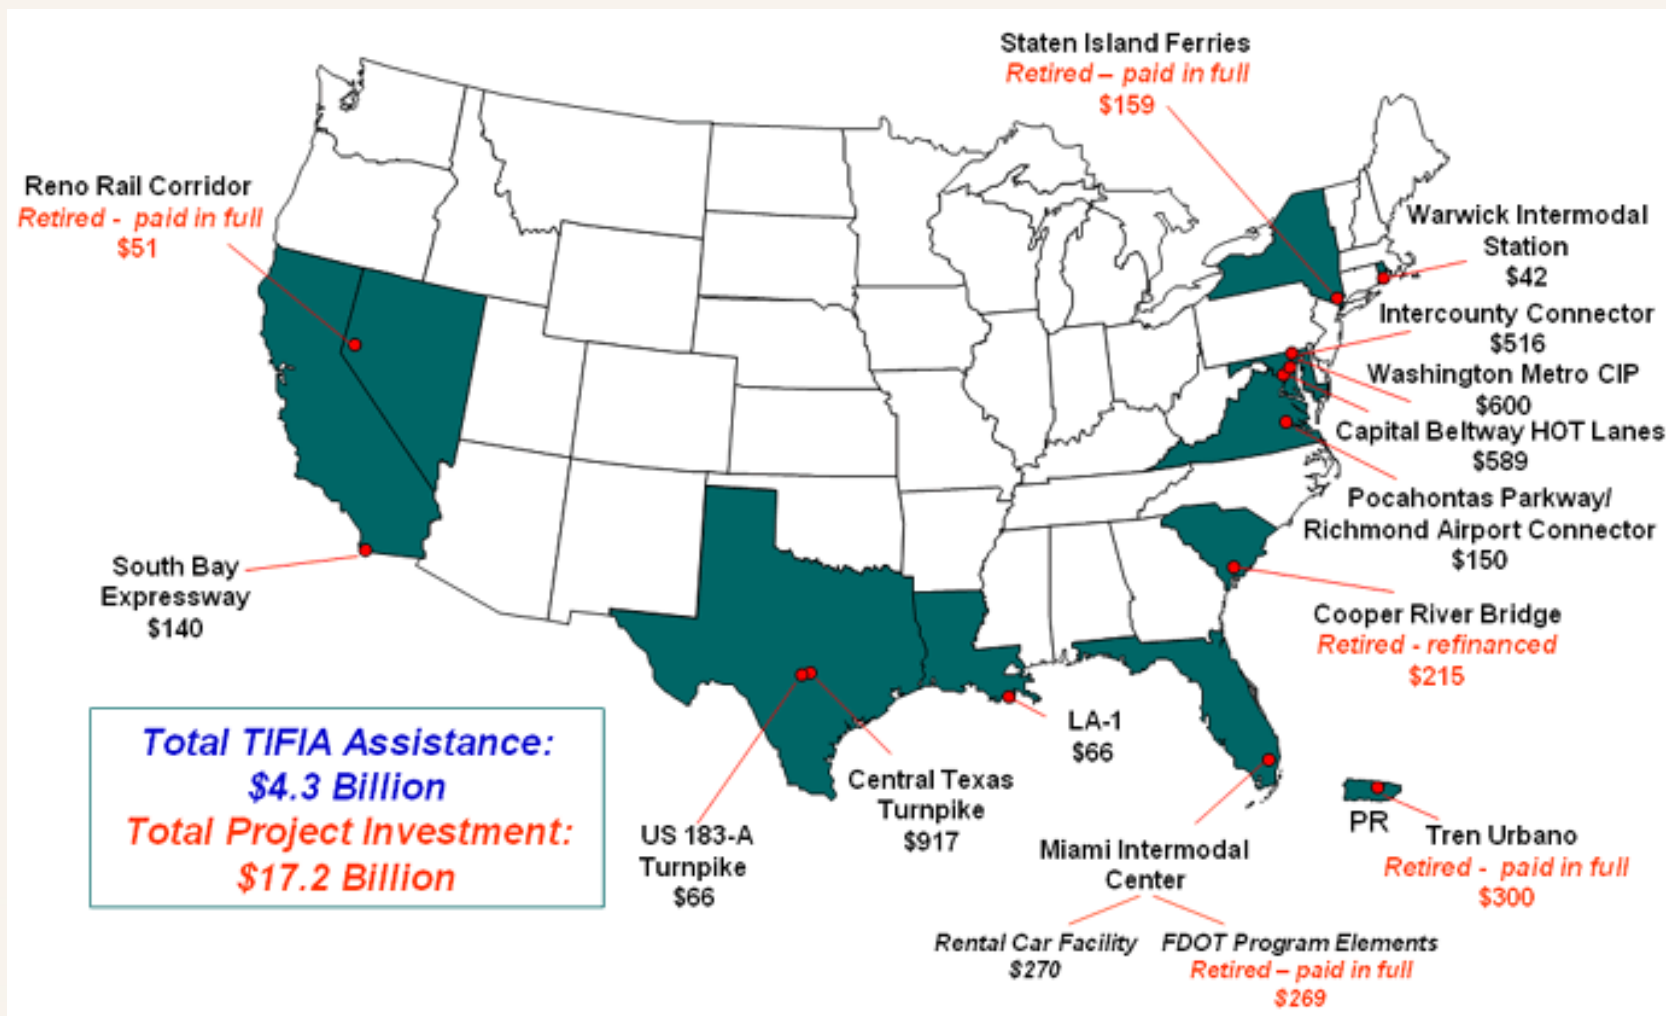 Staten Island Ferries
Retired – paid in full
$159
Reno Rail Corridor
Retired - paid in full
$51
Warwick Intermodal
Station
$42
Intercounty Connector
$516
Washington Metro CIP
$600
Capital Beltway HOT Lanes
$589
Pocahontas Parkway/
Richmond Airport Connector
$150
South Bay
Expressway
$140
Cooper River Bridge
Retired - refinanced
$215
LA-1
$66
Total TIFIA Assistance:
$4.3 Billion
Total Project Investment:
$17.2 Billion
Central Texas
Turnpike
$917
US 183-A
Turnpike
$66
PR
Tren Urbano
Retired - paid in full
$300
Miami Intermodal
Center
Rental Car Facility
$270
FDOT Program Elements
Retired – paid in full
$269